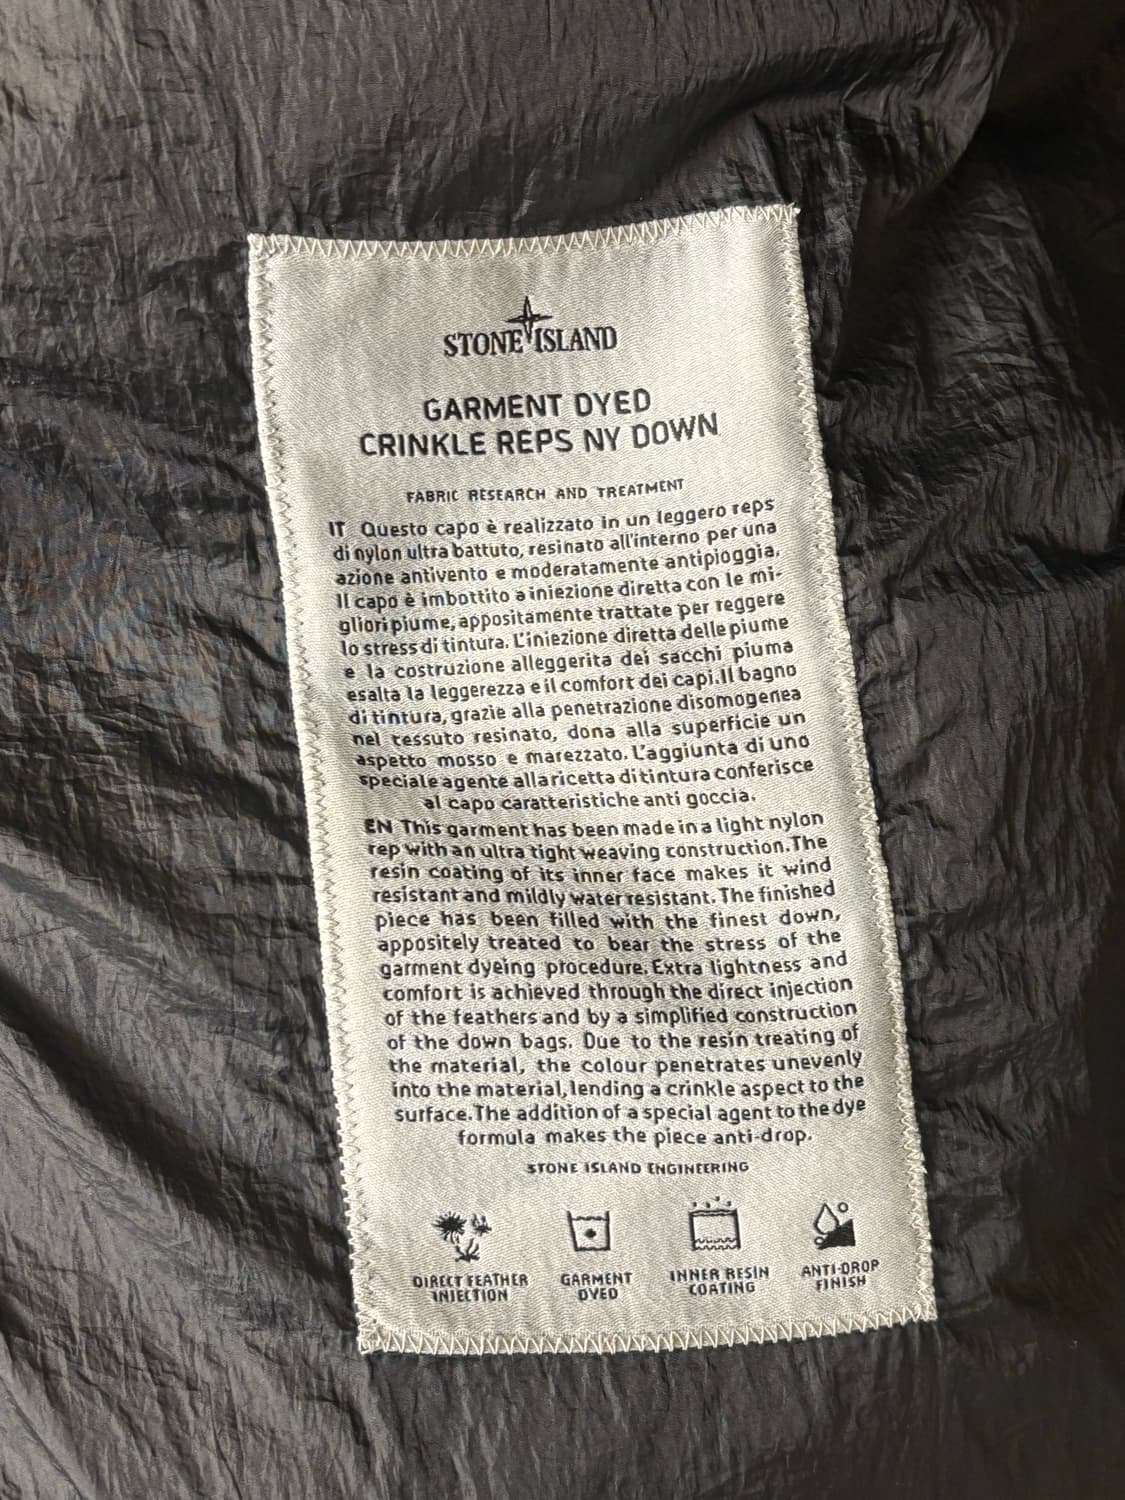 STONE ISLAND
GARMENT DYED
CRINKLE REPS NY DOWN
FABRIC RESEARCH AND TREATMENT
IT Questo capo è realizzato in un leggero reps
di nylon ultra battuto, resinato all'interno per una
azione antivento e moderatamente antipioggia.
Il capo è imbottito a iniezione diretta con le mi-
gliori piume, appositamente trattate per reggere
lo stress di tintura. L'iniezione diretta delle piume
e la costruzione alleggerita dei sacchi piuma
esalta la leggerezza e il comfort dei capi. Il bagno
di tintura, grazie alla penetrazione disomogenea
nel tessuto resinato, dona alla superficie un
aspetto mosso e marezzato. L'aggiunta di uno
speciale agente alla ricetta di tintura conferisce
al capo caratteristiche anti goccia.
EN This garment has been made in a light nylon
rep with an ultra tight weaving construction. The
resin coating of its inner face makes it wind
resistant and mildly water resistant. The finished
piece has been filled with the finest down,
appositely treated to bear the stress of the
garment dyeing procedure. Extra lightness and
comfort is achieved through the direct injection
of the feathers and by a simplified construction
of the down bags. Due to the resin treating of
the material, the colour penetrates unevenly
into the material, lending a crinkle aspect to the
surface. The addition of a special agent to the dye
formula makes the piece anti-drop.
STONE ISLAND ENGINEERING
DIRECT FEATHER
INJECTION
GARMENT
DYED
INNER RESIN
COATING
ANTI-DROP
FINISH